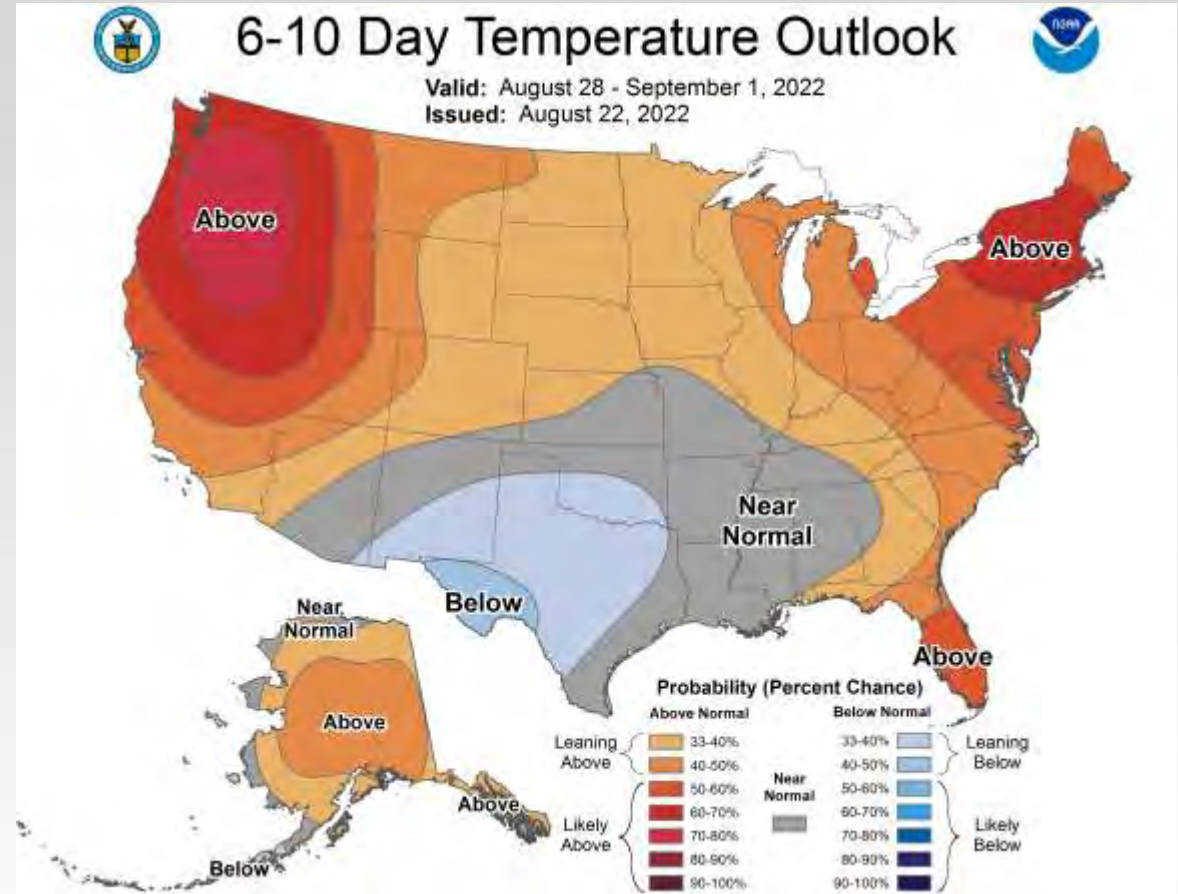 6-10 Day Temperature Outlook
NOAA
Valid: August 28 - September 1, 2022
Issued: August 22, 2022
Above
Above
Near
Normal
Below
Near
Normal
Above
Above
Above
Below
Probability (Percent Chance)
Above Normal
Below Normal
Leaning
Above
33-40%
40-50%
50-60%
60-70%
70-80%
80-90%
90-100%
Likely
Above
Near
Normal
33-40%
40-50%
50-60%
60-70%
70-80%
80-90%
90-100%
Leaning
Below
Likely
Below